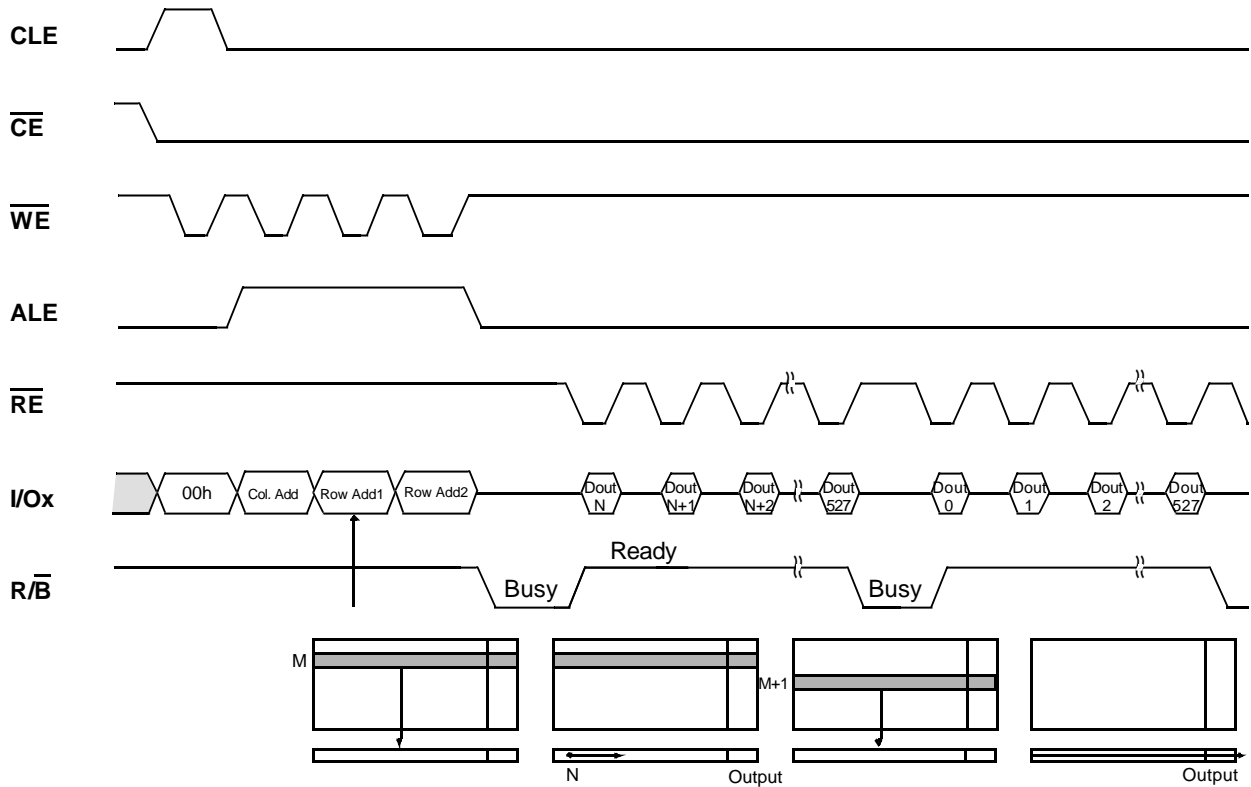 CLE
CE
WE
ALE
RE
I/Ox
00h
Col. Add
Row Add1
Row Add2
Dout
N
Dout
N+1
Dout
N+2
Dout
527
Dout
0
Dout
1
Dout
2
Dout
527
R/B
Busy
Ready
Busy
M
M+1
N
Output
Output